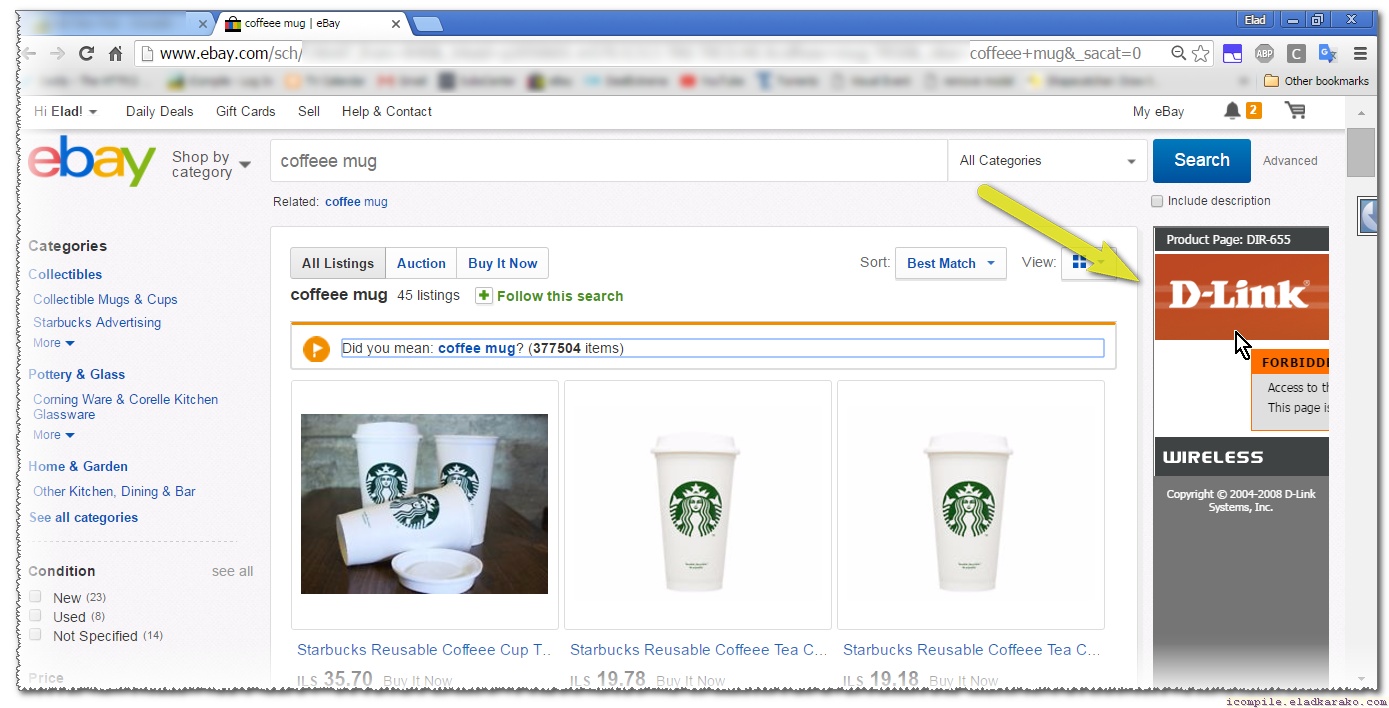 coffeee mug | eBay
Elad
www.ebay.com/sch/
coffeee+mug&_sacat=0
ABP
C
Other bookmarks
Hi Elad!
Daily Deals
Gift Cards
Sell
Help & Contact
My eBay
2
ebay
Shop by
category
coffeee mug
All Categories
Search
Advanced
Related: coffee mug
Include description
Categories
Collectibles
Collectible Mugs & Cups
Starbucks Advertising
More
Pottery & Glass
Corning Ware & Corelle Kitchen
Glassware
More
Home & Garden
Other Kitchen, Dining & Bar
See all categories
Condition
see all
New (23)
Used (8)
Not Specified (14)
Price
All Listings
Auction
Buy It Now
Sort:
Best Match
View:
coffeee mug 45 listings
Follow this search
Did you mean: coffee mug? (377504 items)
Starbucks Reusable Coffeee Cup T...
ILS 35.70 Buy It Now
Starbucks Reusable Coffeee Tea C...
ILS 19.78 Buy It Now
Starbucks Reusable Coffeee Tea C...
ILS 19.18 Buy It Now
Product Page: DIR-655
D-Link®
FORBIDD
Access to th
This page is
WIRELESS
Copyright © 2004-2008 D-Link
Systems, Inc.
icompile.eladkarako.com